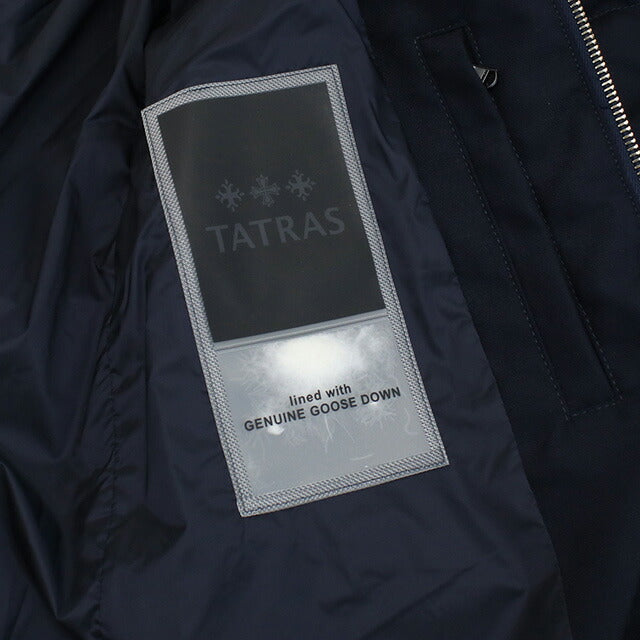 TATRAS
lined with
GENUINE GOOSE DOWN